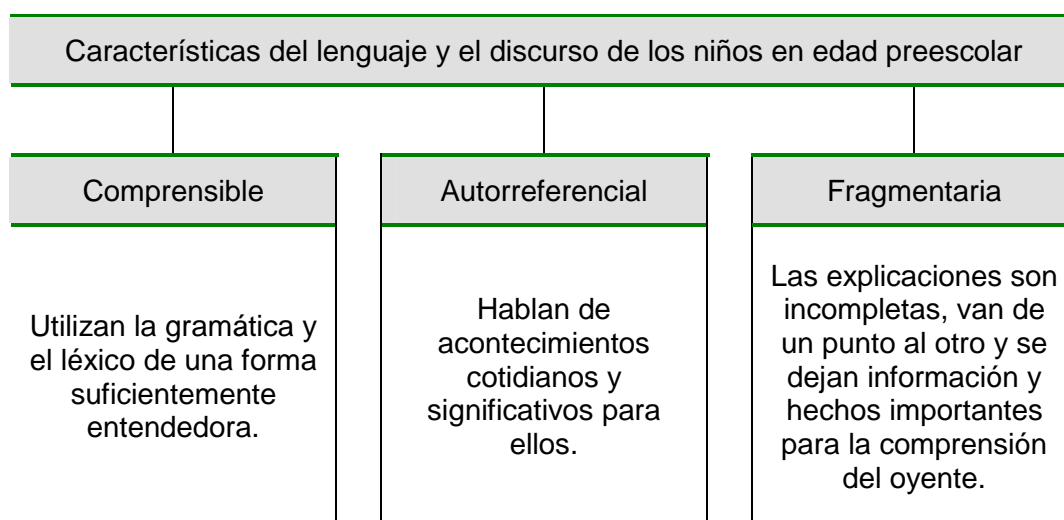 Características del lenguaje y el discurso de los niños en edad preescolar
Comprensible
Utilizan la gramática y
el léxico de una forma
suficientemente
entendedora.
Autorreferencial
Hablan de
acontecimientos
cotidianos y
significativos para
ellos.
Fragmentaria
Las explicaciones son
incompletas, van de
un punto al otro y se
dejan información y
hechos importantes
para la comprensión
del oyente.